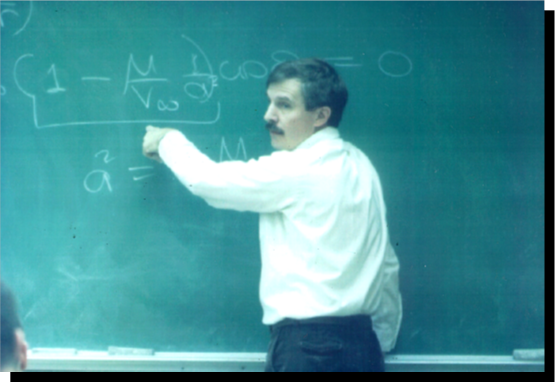 r)
(1 - M/V∞ 1/a²) cos θ = 0
a² = M